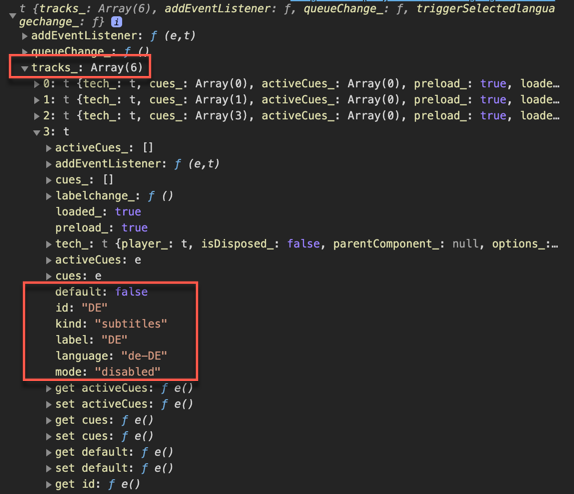 t {tracks_: Array(6), addEventListener: ƒ, queueChange_: ƒ, triggerSelectedlangua
gechange_: ƒ} i
addEventListener: ƒ (e,t)
queueChange_: ƒ ()
tracks_: Array(6)
0: t {tech_: t, cues_: Array(0), activeCues_: Array(0), preload_: true, loade…
1: t {tech_: t, cues_: Array(1), activeCues_: Array(0), preload_: true, loade…
2: t {tech_: t, cues_: Array(3), activeCues_: Array(0), preload_: true, loade…
3: t
activeCues_: []
addEventListener: ƒ (e,t)
cues_: []
labelchange_: ƒ ()
loaded_: true
preload_: true
tech_: t {player_: t, isDisposed_: false, parentComponent_: null, options_:…
activeCues: e
cues: e
default: false
id: "DE"
kind: "subtitles"
label: "DE"
language: "de-DE"
mode: "disabled"
get activeCues: ƒ e()
set activeCues: ƒ e()
get cues: ƒ e()
set cues: ƒ e()
get default: ƒ e()
set default: ƒ e()
get id: ƒ e()